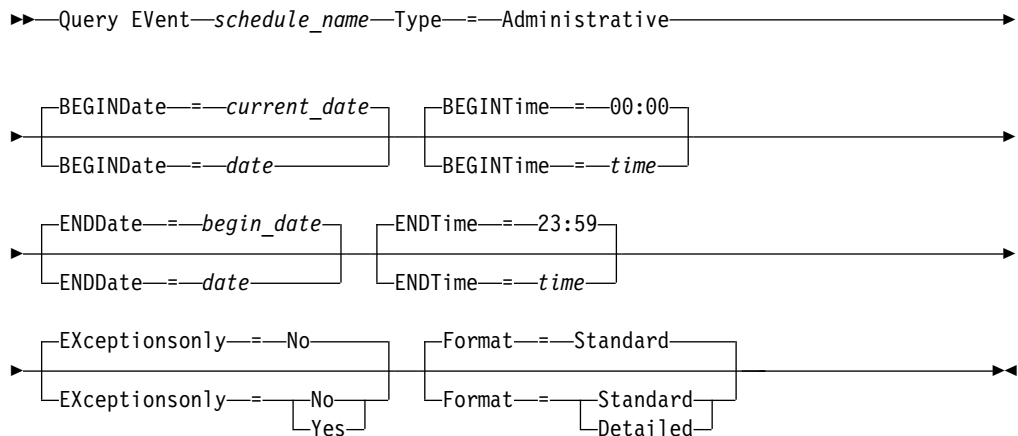 Query EVent schedule_name Type = Administrative
BEGINDate = current_date BEGINTime = 00:00
BEGINDate = date BEGINTime = time
ENDDate = begin_date ENDTime = 23:59
ENDDate = date ENDTime = time
EXceptionsonly = No Format = Standard
EXceptionsonly = No Format = Standard
Yes Detailed